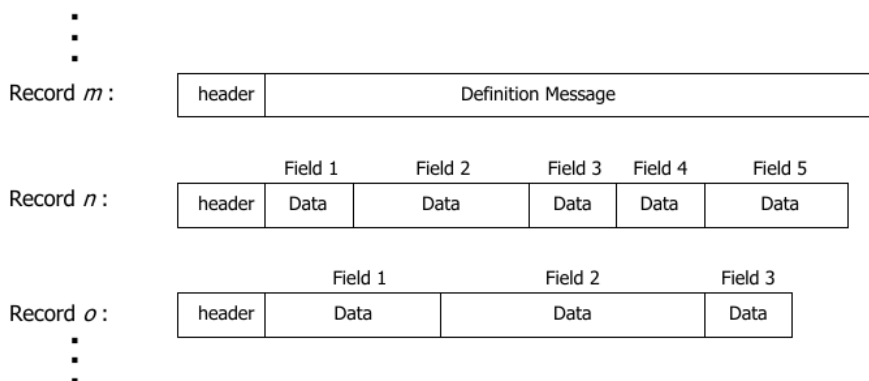 Record m : header Definition Message
Field 1 Field 2 Field 3 Field 4 Field 5
Record n : header Data Data Data Data Data
Field 1 Field 2 Field 3
Record o : header Data Data Data